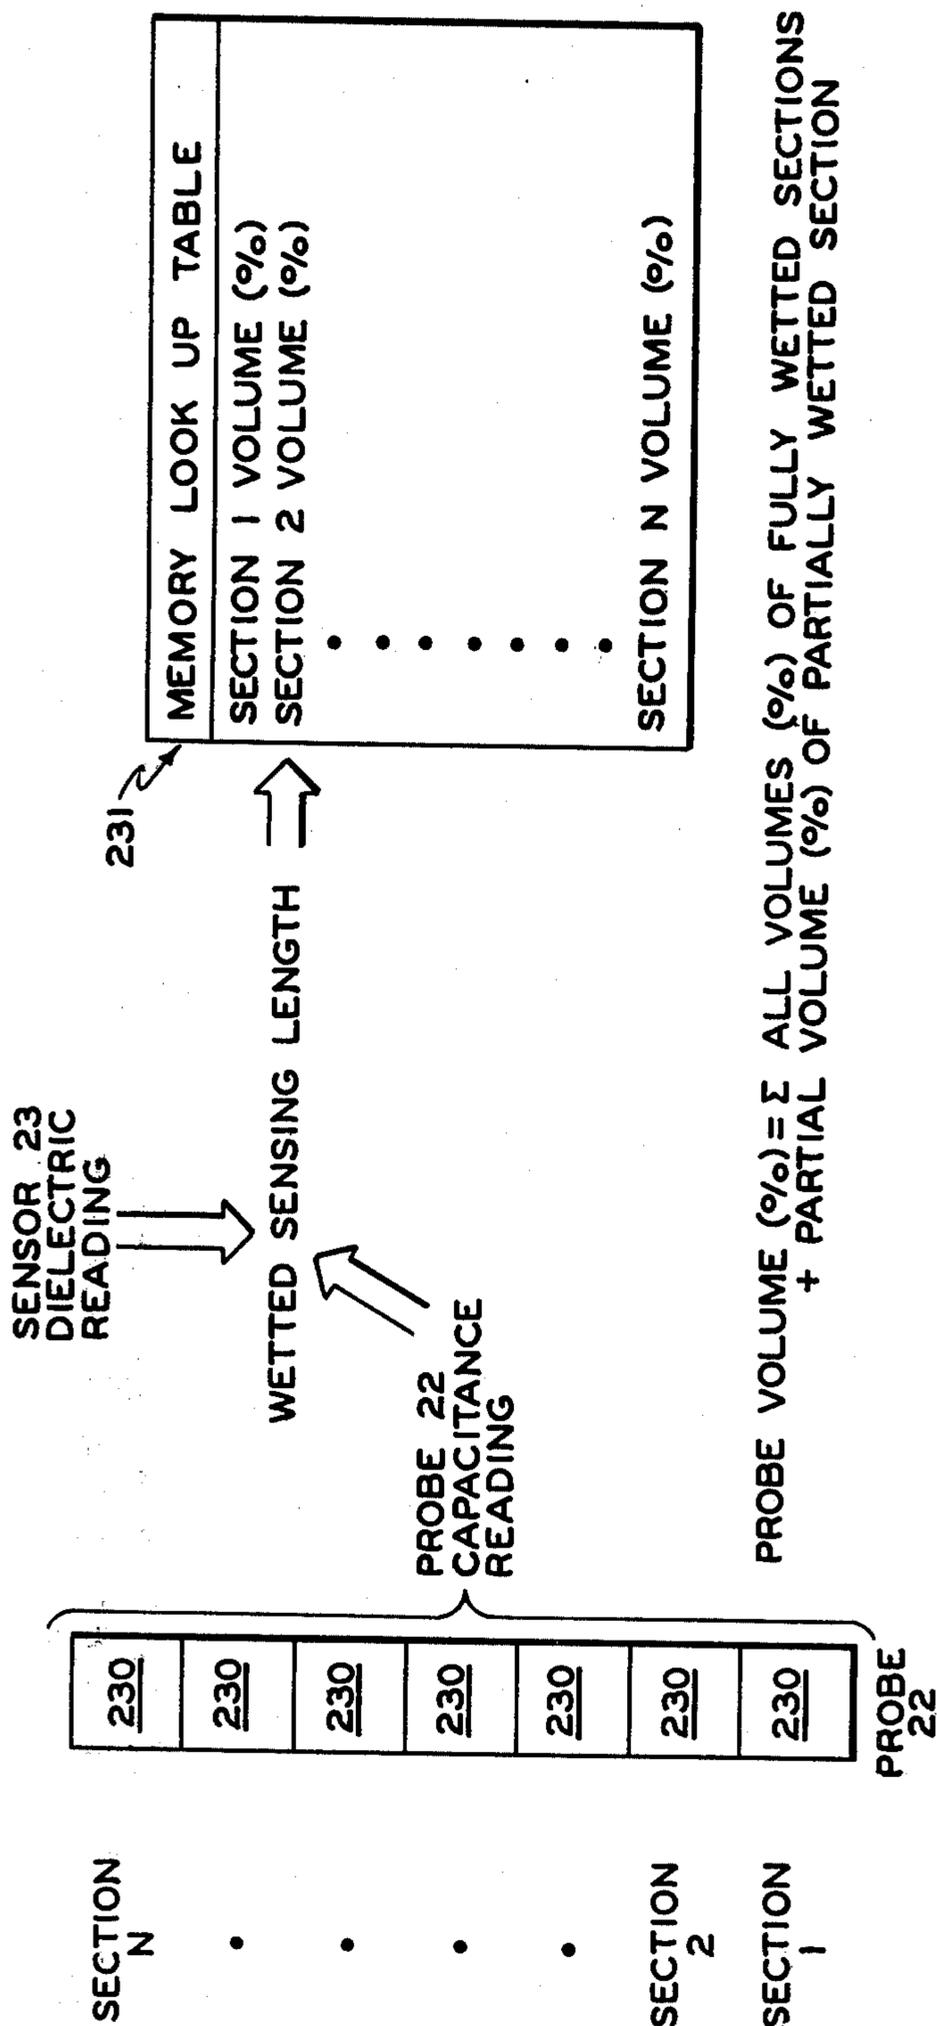 SECTION
N
SECTION
2
SECTION
1
230
230
230
230
230
230
230
PROBE
22
PROBE 22
CAPACITANCE
READING
SENSOR 23
DIELECTRIC
READING
WETTED SENSING LENGTH
231
MEMORY LOOK UP TABLE
SECTION 1 VOLUME (%)
SECTION 2 VOLUME (%)
SECTION N VOLUME (%)
PROBE VOLUME (%) = Σ ALL VOLUMES (%) OF FULLY WETTED SECTIONS
+ PARTIAL VOLUME (%) OF PARTIALLY WETTED SECTION